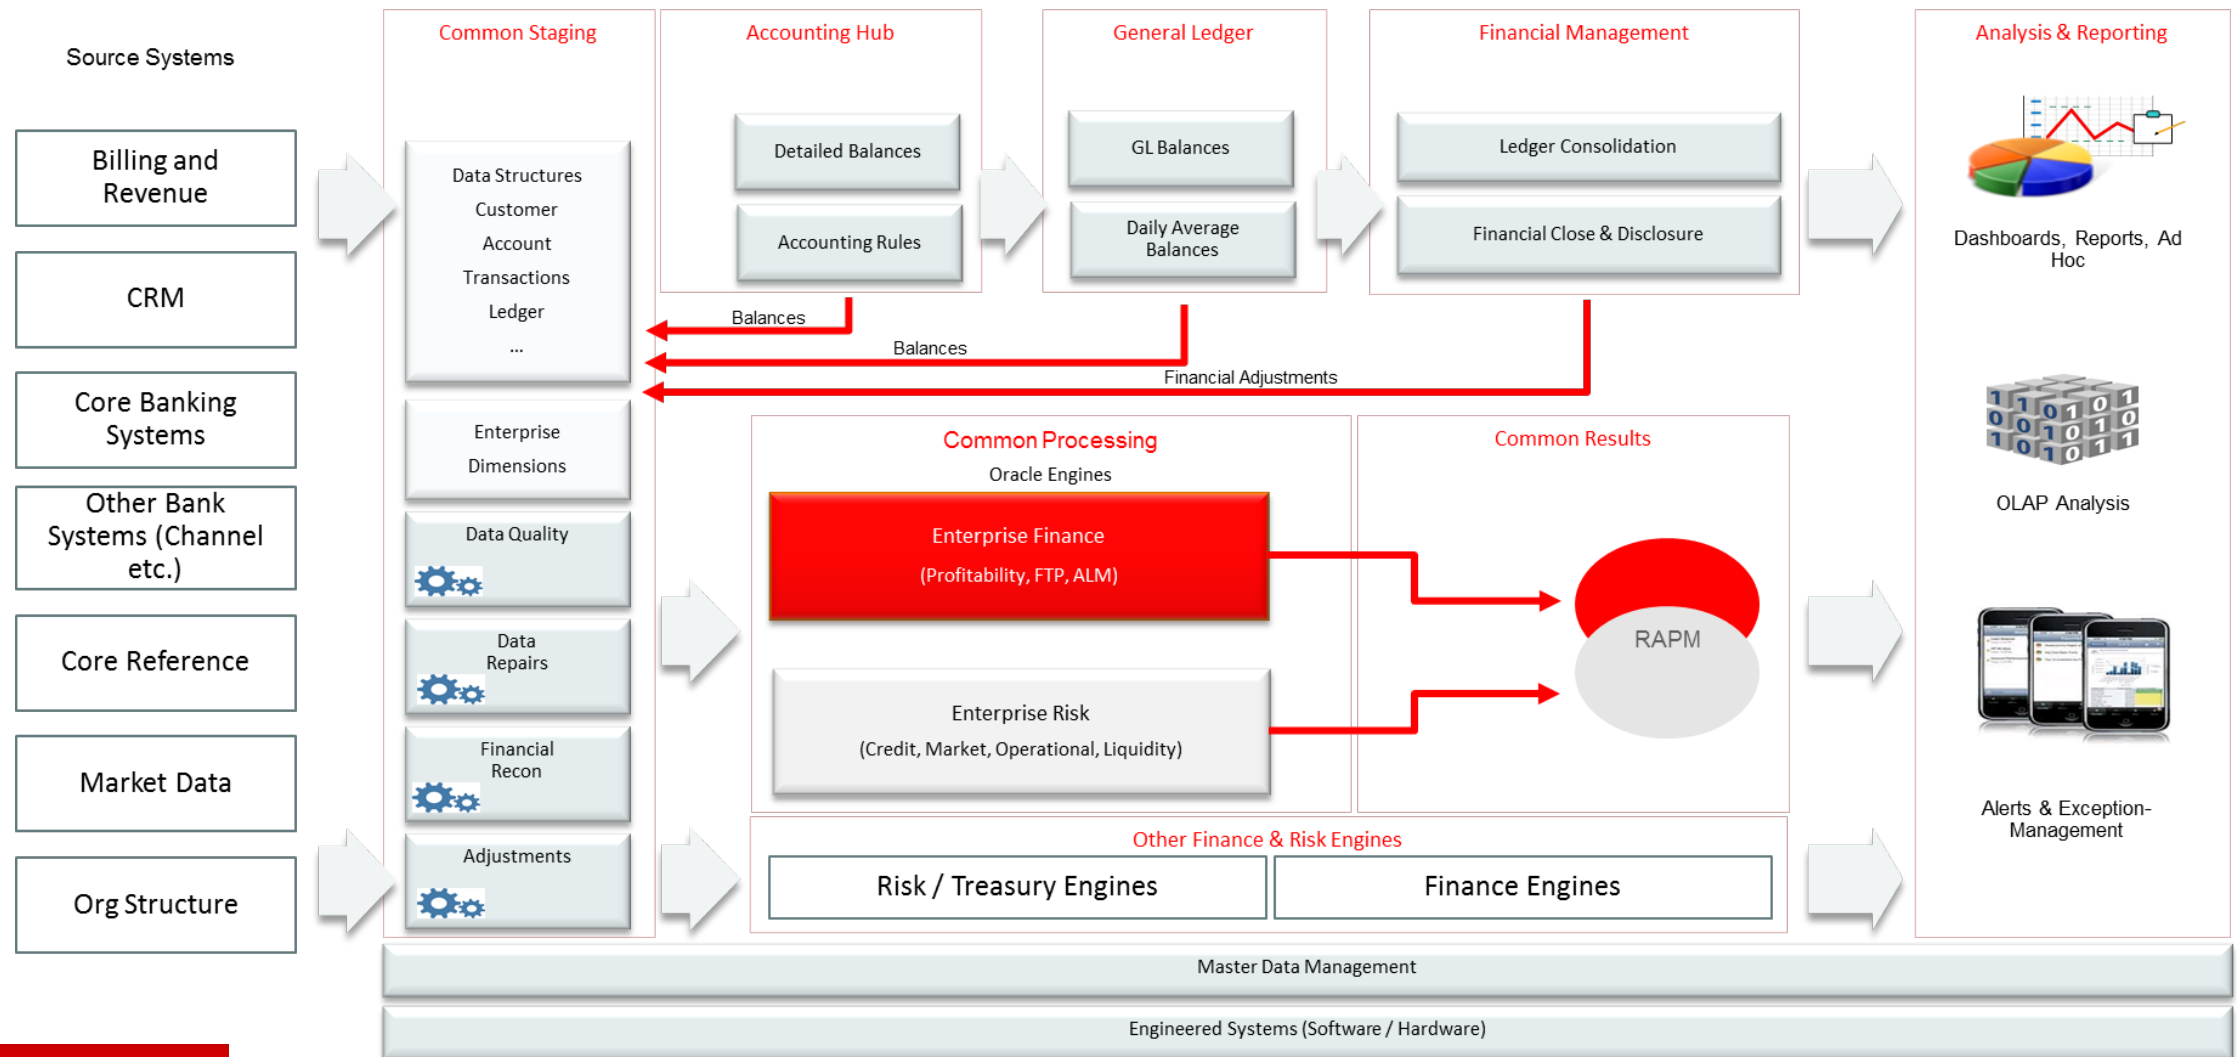 Source Systems
Billing and
Revenue
CRM
Core Banking
Systems
Other Bank
Systems (Channel
etc.)
Core Reference
Market Data
Org Structure
Common Staging
Data Structures
Customer
Account
Transactions
Ledger
...
Enterprise
Dimensions
Data Quality
Data
Repairs
Financial
Recon
Adjustments
Accounting Hub
Detailed Balances
Accounting Rules
General Ledger
GL Balances
Daily Average
Balances
Financial Management
Ledger Consolidation
Financial Close & Disclosure
Balances
Balances
Financial Adjustments
Common Processing
Oracle Engines
Enterprise Finance
(Profitability, FTP, ALM)
Enterprise Risk
(Credit, Market, Operational, Liquidity)
Common Results
RAPM
Other Finance & Risk Engines
Risk / Treasury Engines
Finance Engines
Analysis & Reporting
Dashboards, Reports, Ad
Hoc
OLAP Analysis
Alerts & Exception-
Management
Master Data Management
Engineered Systems (Software / Hardware)